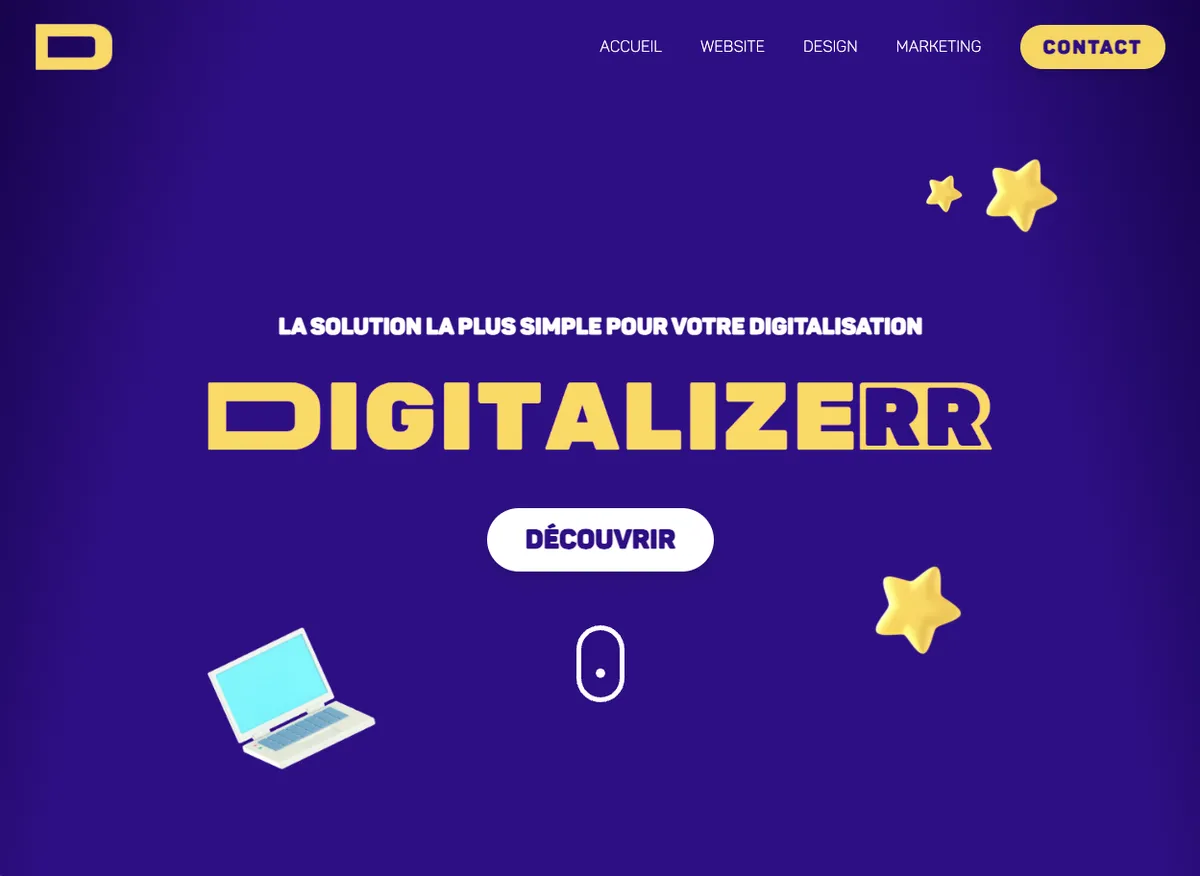 D
ACCUEIL WEBSITE DESIGN MARKETING CONTACT
LA SOLUTION LA PLUS SIMPLE POUR VOTRE DIGITALISATION
DIGITALIZERR
DÉCOUVRIR